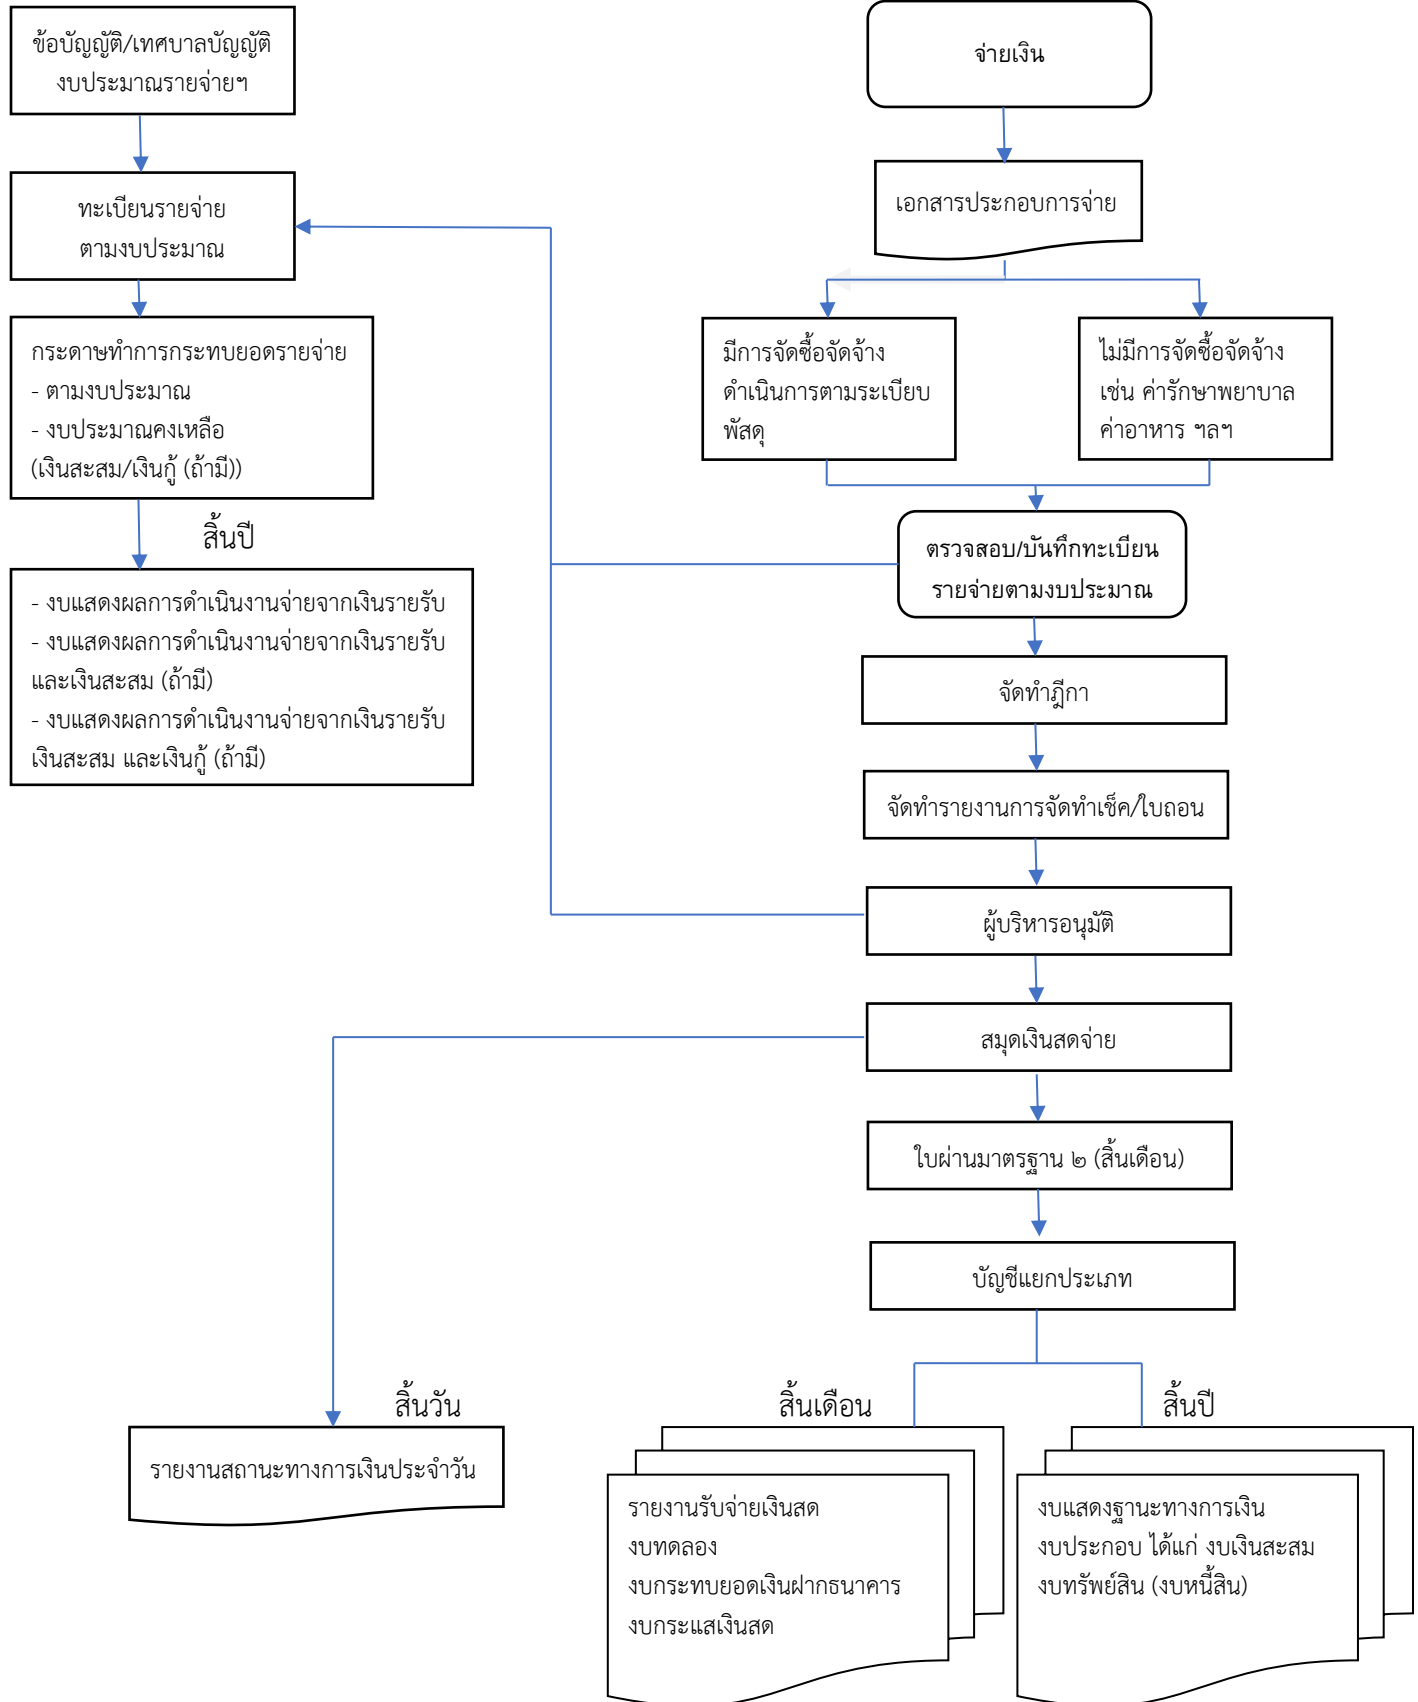 ข้อบัญญัติ/เทศบาลบัญญัติ
งบประมาณรายจ่ายฯ
ทะเบียนรายจ่าย
ตามงบประมาณ
กระดาษทำการกระทบยอดรายจ่าย
- ตามงบประมาณ
- งบประมาณคงเหลือ
(เงินสะสม/เงินกู้ (ถ้ามี))
สิ้นปี
- งบแสดงผลการดำเนินงานจ่ายจากเงินรายรับ
- งบแสดงผลการดำเนินงานจ่ายจากเงินรายรับ
และเงินสะสม (ถ้ามี)
- งบแสดงผลการดำเนินงานจ่ายจากเงินรายรับ
เงินสะสม และเงินกู้ (ถ้ามี)
จ่ายเงิน
เอกสารประกอบการจ่าย
มีการจัดซื้อจัดจ้าง
ดำเนินการตามระเบียบ
พัสดุ
ไม่มีการจัดซื้อจัดจ้าง
เช่น ค่ารักษาพยาบาล
ค่าอาหาร ฯลฯ
ตรวจสอบ/บันทึกทะเบียน
รายจ่ายตามงบประมาณ
จัดทำฎีกา
จัดทำรายงานการจัดทำเช็ค/ใบถอน
ผู้บริหารอนุมัติ
สมุดเงินสดจ่าย
ใบผ่านมาตรฐาน ๒ (สิ้นเดือน)
บัญชีแยกประเภท
สิ้นวัน
รายงานสถานะทางการเงินประจำวัน
สิ้นเดือน
รายงานรับจ่ายเงินสด
งบทดลอง
งบกระทบยอดเงินฝากธนาคาร
งบกระแสเงินสด
สิ้นปี
งบแสดงฐานะทางการเงิน
งบประกอบ ได้แก่ งบเงินสะสม
งบทรัพย์สิน (งบหนี้สิน)